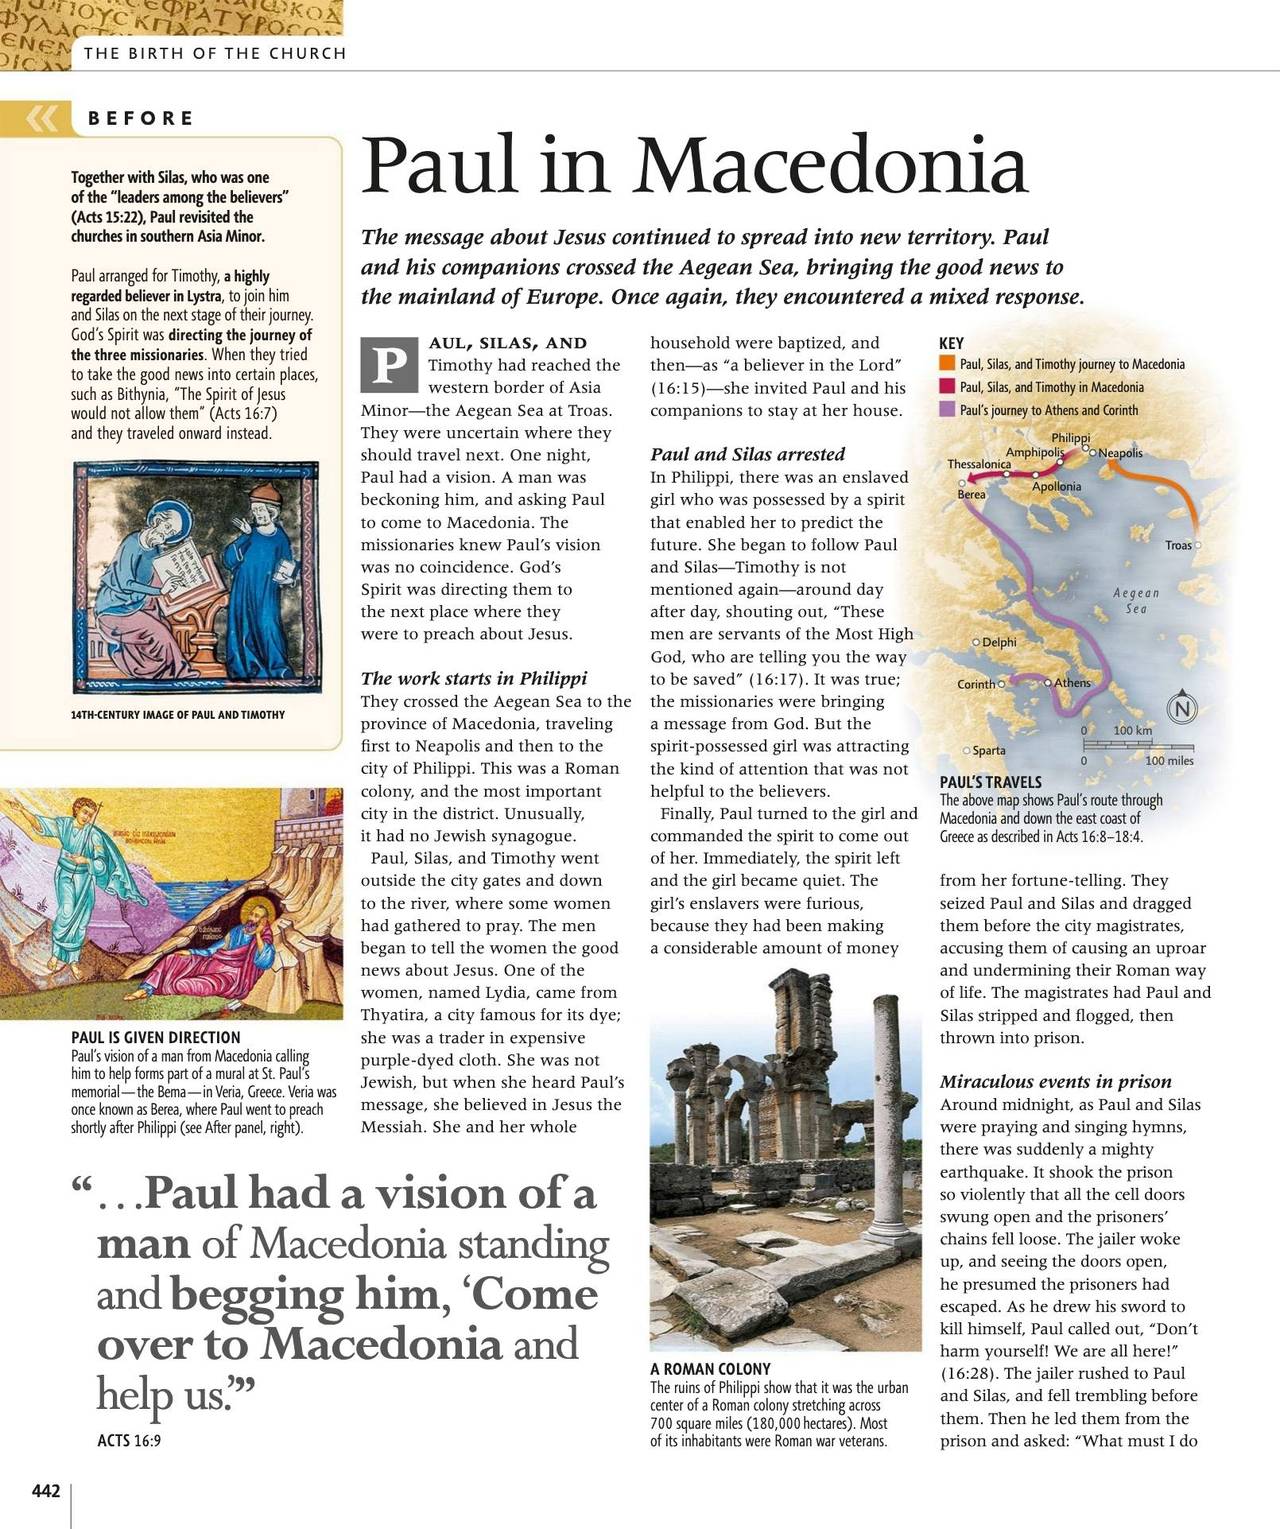 THE BIRTH OF THE CHURCH
BEFORE
Together with Silas, who was one
of the “leaders among the believers”
(Acts 15:22), Paul revisited the
churches in southern Asia Minor.
Paul arranged for Timothy, a highly
regarded believer in Lystra, to join him
and Silas on the next stage of their journey.
God’s Spirit was directing the journey of
the three missionaries. When they tried
to take the good news into certain places,
such as Bithynia, “The Spirit of Jesus
would not allow them” (Acts 16:7)
and they traveled onward instead.
14TH-CENTURY IMAGE OF PAUL AND TIMOTHY
PAUL IS GIVEN DIRECTION
Paul’s vision of a man from Macedonia calling
him to help forms part of a mural at St. Paul’s
memorial—the Bema—in Veria, Greece. Veria was
once known as Berea, where Paul went to preach
shortly after Philippi (see After panel, right).
Paul in Macedonia
The message about Jesus continued to spread into new territory. Paul
and his companions crossed the Aegean Sea, bringing the good news to
the mainland of Europe. Once again, they encountered a mixed response.
PAUL, SILAS, AND
Timothy had reached the
western border of Asia
Minor—the Aegean Sea at Troas.
They were uncertain where they
should travel next. One night,
Paul had a vision. A man was
beckoning him, and asking Paul
to come to Macedonia. The
missionaries knew Paul’s vision
was no coincidence. God’s
Spirit was directing them to
the next place where they
were to preach about Jesus.
The work starts in Philippi
They crossed the Aegean Sea to the
province of Macedonia, traveling
first to Neapolis and then to the
city of Philippi. This was a Roman
colony, and the most important
city in the district. Unusually,
it had no Jewish synagogue.
Paul, Silas, and Timothy went
outside the city gates and down
to the river, where some women
had gathered to pray. The men
began to tell the women the good
news about Jesus. One of the
women, named Lydia, came from
Thyatira, a city famous for its dye;
she was a trader in expensive
purple-dyed cloth. She was not
Jewish, but when she heard Paul’s
message, she believed in Jesus the
Messiah. She and her whole
household were baptized, and
then—as “a believer in the Lord”
(16:15)—she invited Paul and his
companions to stay at her house.
Paul and Silas arrested
In Philippi, there was an enslaved
girl who was possessed by a spirit
that enabled her to predict the
future. She began to follow Paul
and Silas—Timothy is not
mentioned again—around day
after day, shouting out, “These
men are servants of the Most High
God, who are telling you the way
to be saved” (16:17). It was true;
the missionaries were bringing
a message from God. But the
spirit-possessed girl was attracting
the kind of attention that was not
helpful to the believers.
Finally, Paul turned to the girl and
commanded the spirit to come out
of her. Immediately, the spirit left
and the girl became quiet. The
girl’s enslavers were furious,
because they had been making
a considerable amount of money
KEY
Paul, Silas, and Timothy journey to Macedonia
Paul, Silas, and Timothy in Macedonia
Paul’s journey to Athens and Corinth
Philippi
Amphipolis
Neapolis
Thessalonica
Apollonia
Berea
Troas
Aegean
Sea
Delphi
Corinth
Athens
N
0 100 km
Sparta
0 100 miles
PAUL’S TRAVELS
The above map shows Paul’s route through
Macedonia and down the east coast of
Greece as described in Acts 16:8–18:4.
from her fortune-telling. They
seized Paul and Silas and dragged
them before the city magistrates,
accusing them of causing an uproar
and undermining their Roman way
of life. The magistrates had Paul and
Silas stripped and flogged, then
thrown into prison.
Miraculous events in prison
Around midnight, as Paul and Silas
were praying and singing hymns,
there was suddenly a mighty
earthquake. It shook the prison
so violently that all the cell doors
swung open and the prisoners’
chains fell loose. The jailer woke
up, and seeing the doors open,
he presumed the prisoners had
escaped. As he drew his sword to
kill himself, Paul called out, “Don’t
harm yourself! We are all here!”
(16:28). The jailer rushed to Paul
and Silas, and fell trembling before
them. Then he led them from the
prison and asked: “What must I do
“…Paul had a vision of a
man of Macedonia standing
and begging him, ‘Come
over to Macedonia and
help us.’”
ACTS 16:9
A ROMAN COLONY
The ruins of Philippi show that it was the urban
center of a Roman colony stretching across
700 square miles (180,000 hectares). Most
of its inhabitants were Roman war veterans.
442